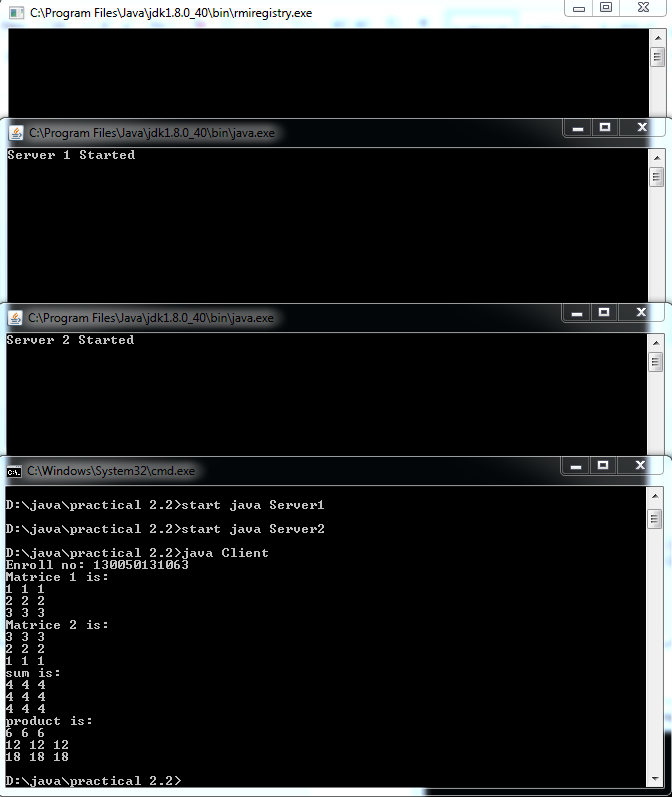 C:\Program Files\Java\jdk1.8.0_40\bin\rmiregistry.exe
C:\Program Files\Java\jdk1.8.0_40\bin\java.exe
Server 1 Started
C:\Program Files\Java\jdk1.8.0_40\bin\java.exe
Server 2 Started
C:\Windows\System32\cmd.exe
D:\java\practical 2.2>start java Server1
D:\java\practical 2.2>start java Server2
D:\java\practical 2.2>java Client
Enroll no: 130050131063
Matrice 1 is:
1 1 1
2 2 2
3 3 3
Matrice 2 is:
3 3 3
2 2 2
1 1 1
sum is:
4 4 4
4 4 4
4 4 4
product is:
6 6 6
12 12 12
18 18 18
D:\java\practical 2.2>